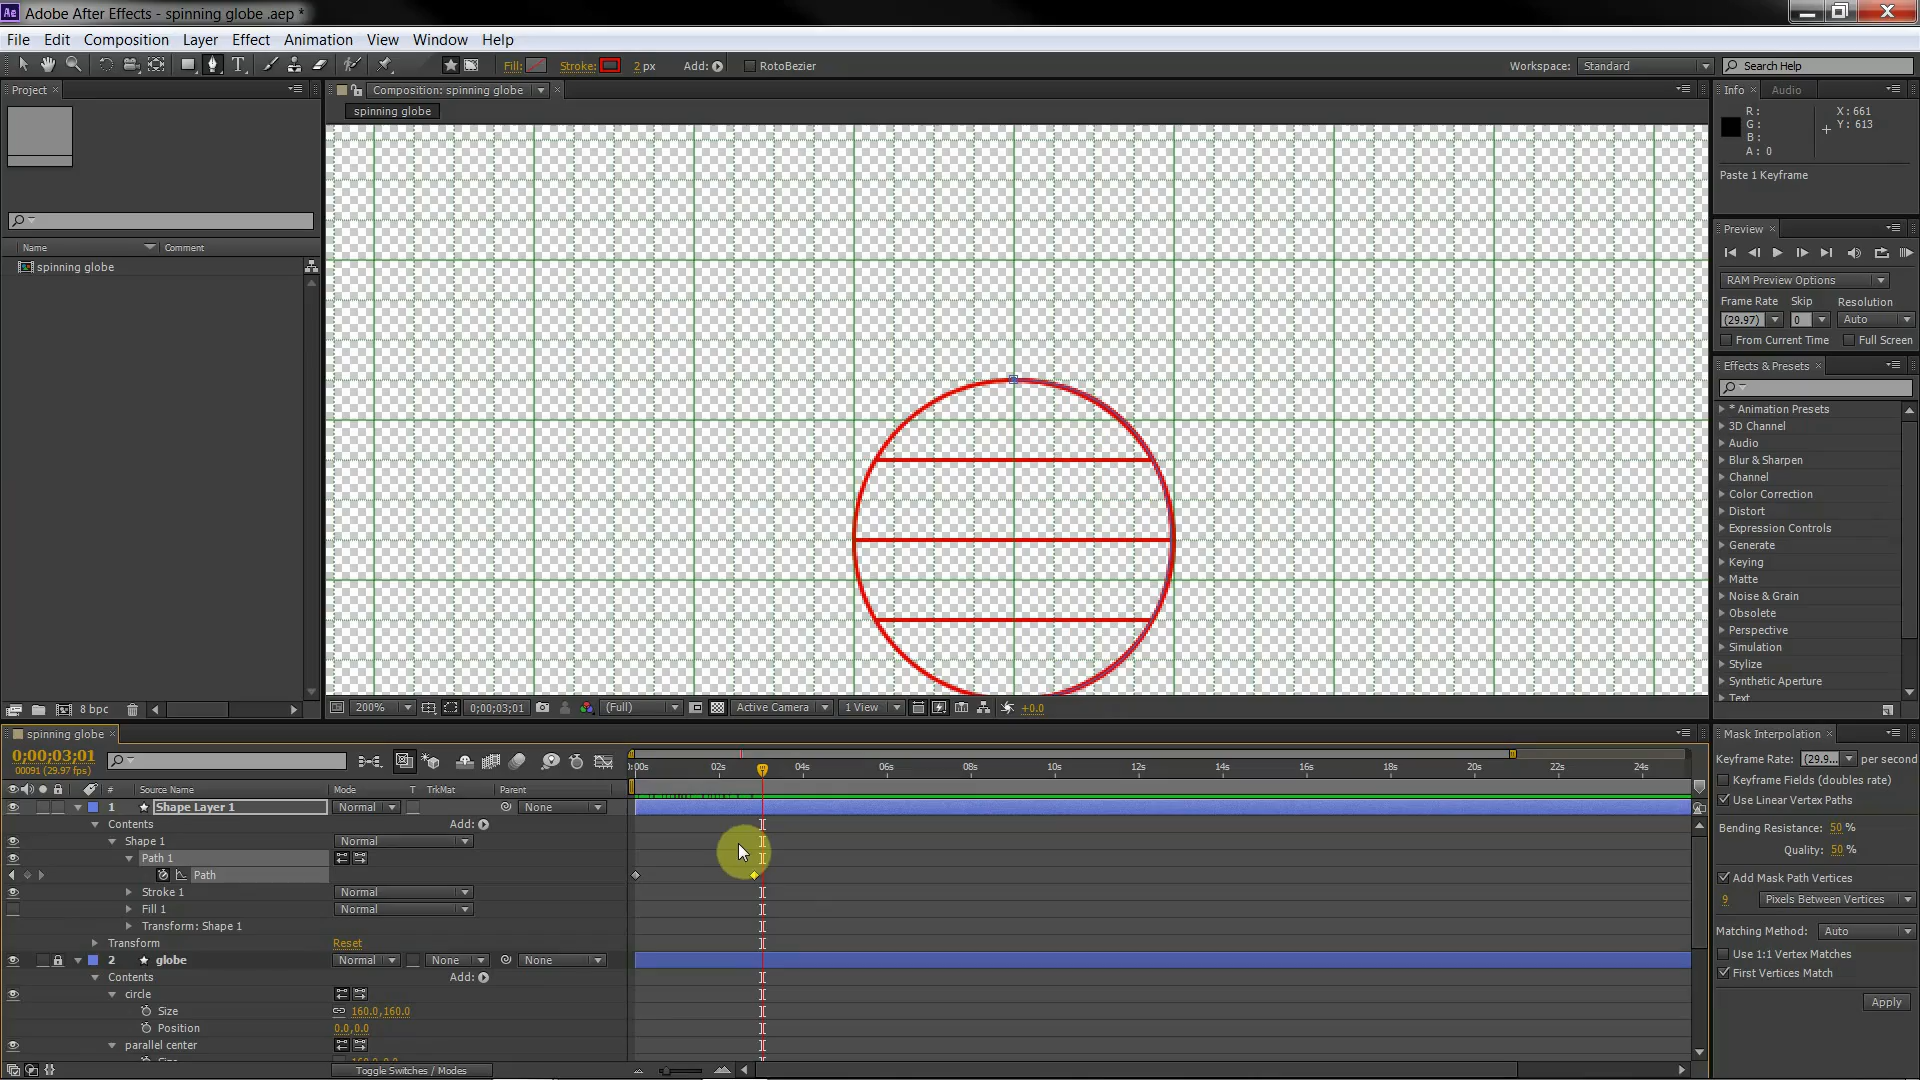 Adobe After Effects - spinning globe .aep *
File Edit Composition Layer Effect Animation View Window Help
Fill: Stroke: 2 px Add: RotoBezier Workspace: Standard Search Help
Project
Composition: spinning globe
spinning globe
Info Audio
R:
G:
B:
A: 0
X: 661
Y: 613
Paste 1 Keyframe
Name Comment
spinning globe
Preview
RAM Preview Options
Frame Rate Skip Resolution
(29.97) 0 Auto
From Current Time Full Screen
Effects & Presets
* Animation Presets
3D Channel
Audio
Blur & Sharpen
Channel
Color Correction
Distort
Expression Controls
Generate
Keying
Matte
Noise & Grain
Obsolete
Perspective
Simulation
Stylize
Synthetic Aperture
Text
8 bpc
200% 0;00;03;01 (Full) Active Camera 1 View +0.0
spinning globe
0;00;03;01
00091 (29.97 fps)
:00s 02s 04s 06s 08s 10s 12s 14s 16s 18s 20s 22s 24s
# Source Name Mode T TrkMat Parent
1 Shape Layer 1 Normal None
Contents Add:
Shape 1 Normal
Path 1
Path
Stroke 1 Normal
Fill 1 Normal
Transform: Shape 1
Transform Reset
2 globe Normal None None
Contents Add:
circle
Size 160.0,160.0
Position 0.0,0.0
parallel center
Toggle Switches / Modes
Mask Interpolation
Keyframe Rate: (29.9... per second
Keyframe Fields (doubles rate)
Use Linear Vertex Paths
Bending Resistance: 50 %
Quality: 50 %
Add Mask Path Vertices
9 Pixels Between Vertices
Matching Method: Auto
Use 1:1 Vertex Matches
First Vertices Match
Apply